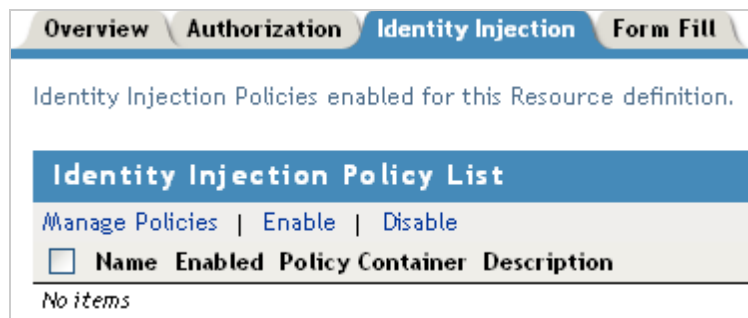 Overview Authorization Identity Injection Form Fill
Identity Injection Policies enabled for this Resource definition.
Identity Injection Policy List
Manage Policies | Enable | Disable
Name Enabled Policy Container Description
No items